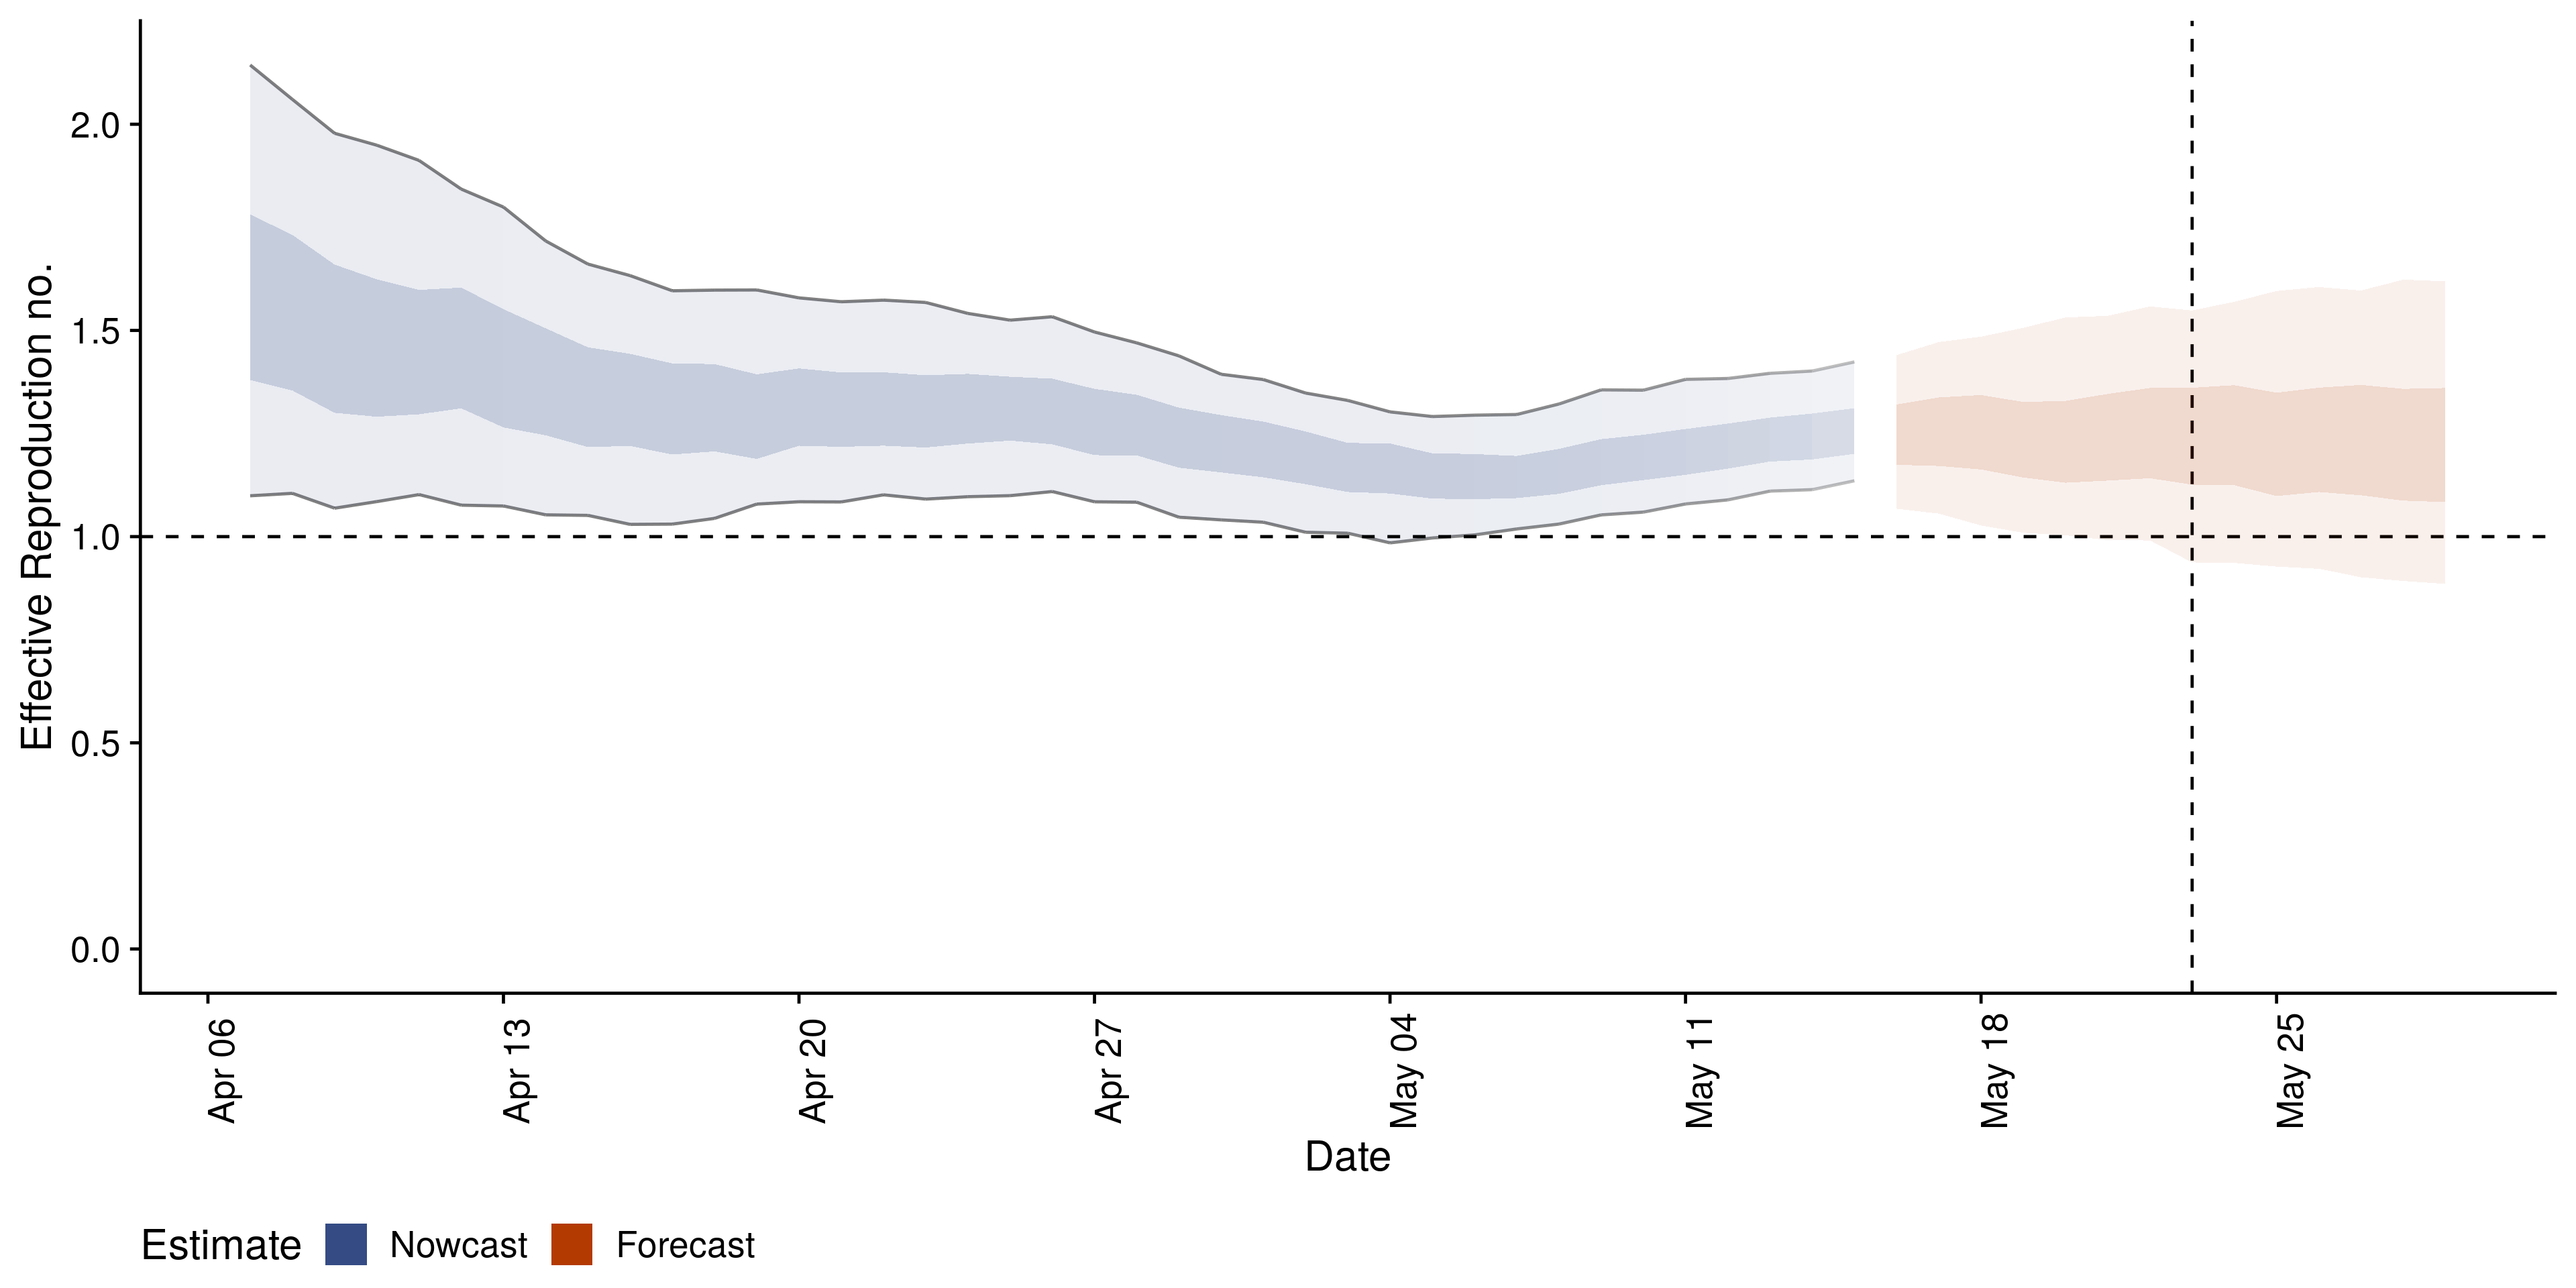 Effective Reproduction no.
2.0
1.5
1.0
0.5
0.0
Apr 06
Apr 13
Apr 20
Apr 27
May 04
May 11
May 18
May 25
Date
Estimate Nowcast Forecast